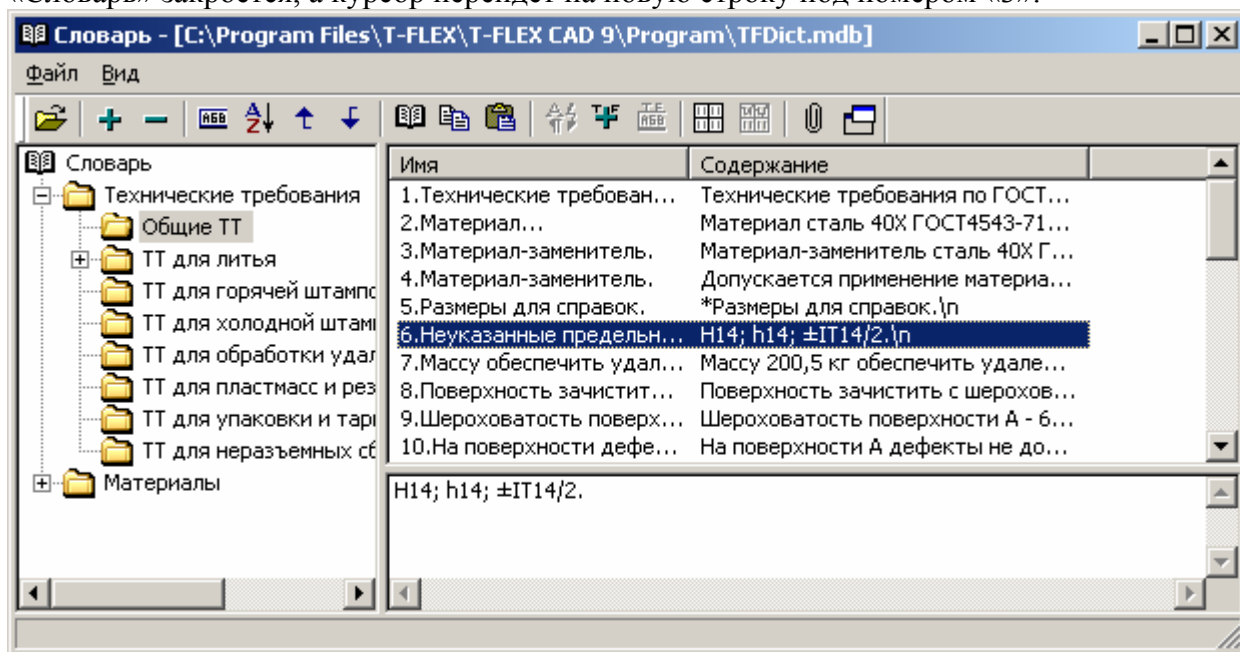 «Словарь» закроется, а курсор перейдёт на новую строку под номером «3».
Словарь - [C:\Program Files\T-FLEX\T-FLEX CAD 9\Program\TFDict.mdb]
Файл Вид
Словарь
Технические требования
Общие ТТ
ТТ для литья
ТТ для горячей штампо
ТТ для холодной штам
ТТ для обработки удал
ТТ для пластмасс и рез
ТТ для упаковки и тар
ТТ для неразъемных сб
Материалы
Имя Содержание
1.Технические требован... Технические требования по ГОСТ...
2.Материал... Материал сталь 40Х ГОСТ4543-71...
3.Материал-заменитель. Материал-заменитель сталь 40Х Г...
4.Материал-заменитель. Допускается применение материа...
5.Размеры для справок. *Размеры для справок.\n
6.Неуказанные предельн... H14; h14; ±IT14/2.\n
7.Массу обеспечить удал... Массу 200,5 кг обеспечить удале...
8.Поверхность зачистит... Поверхность зачистить с шерохов...
9.Шероховатость поверх... Шероховатость поверхности А - 6...
10.На поверхности дефе... На поверхности А дефекты не до...
H14; h14; ±IT14/2.